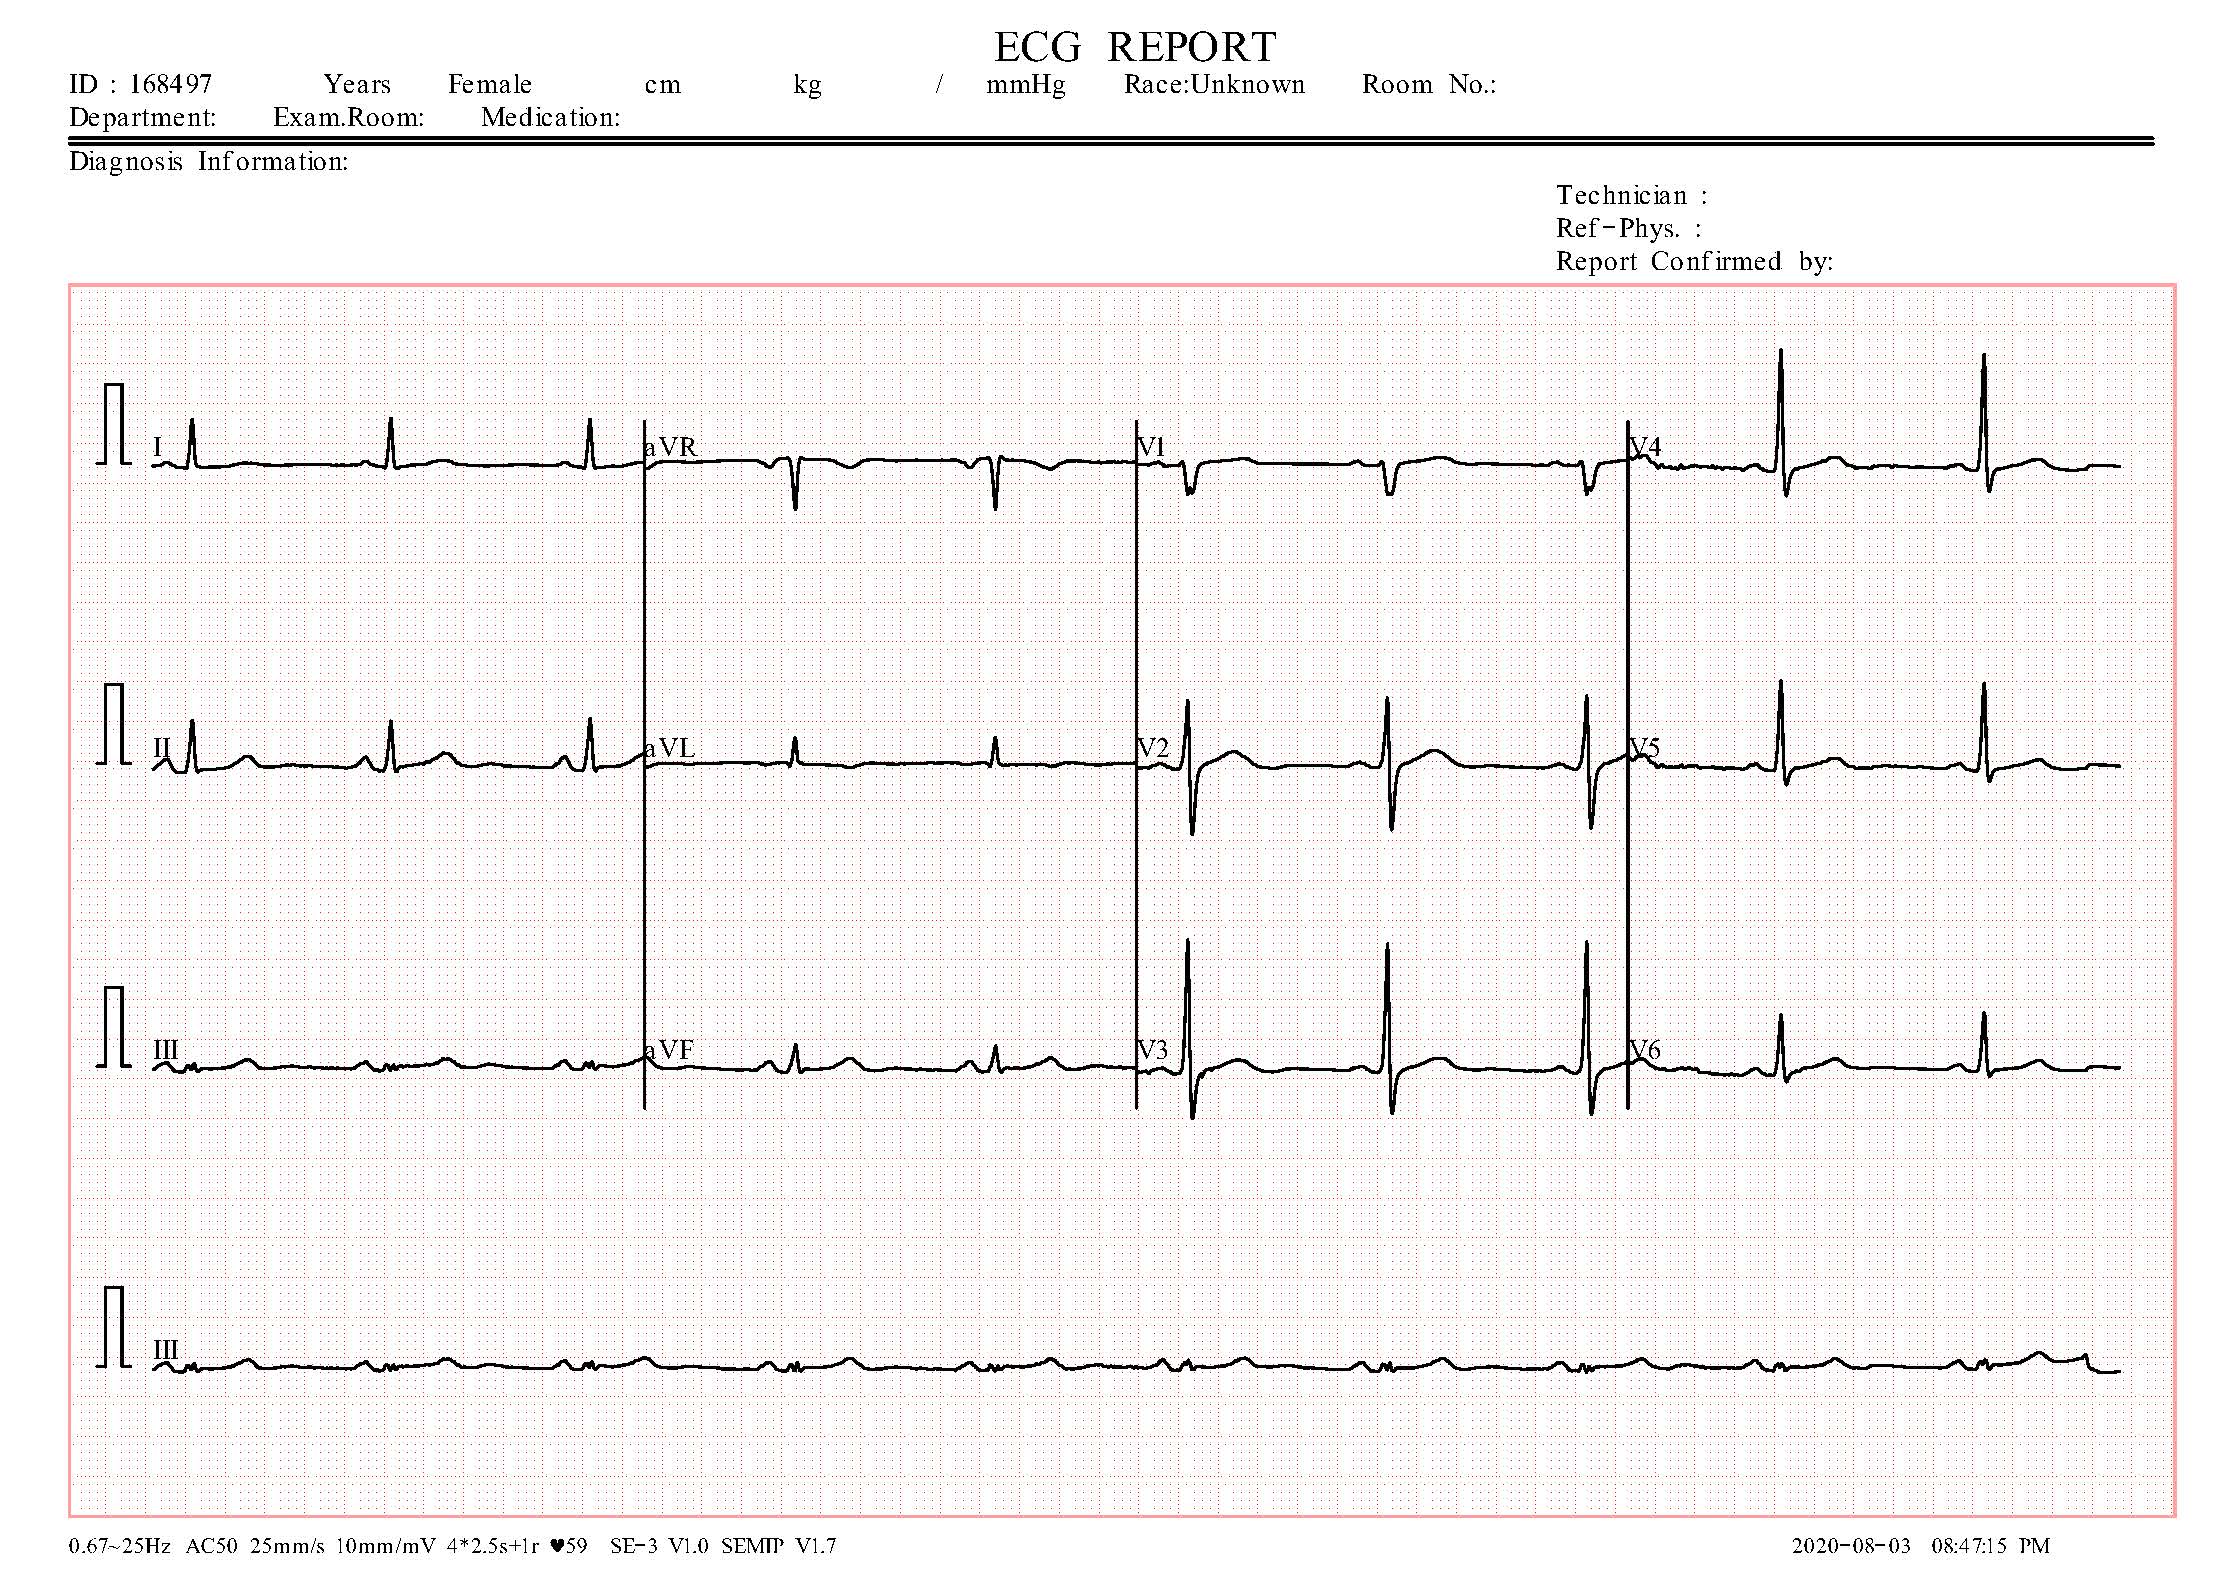 ECG REPORT
ID : 168497 Years Female cm kg / mmHg Race:Unknown Room No.:
Department: Exam.Room: Medication:
Diagnosis Information:
Technician :
Ref-Phys. :
Report Confirmed by:
I aVR V1 V4
II aVL V2 V5
III aVF V3 V6
III
0.67~25Hz AC50 25mm/s 10mm/mV 4*2.5s+1r ♥59 SE-3 V1.0 SEMIP V1.7 2020-08-03 08:47:15 PM